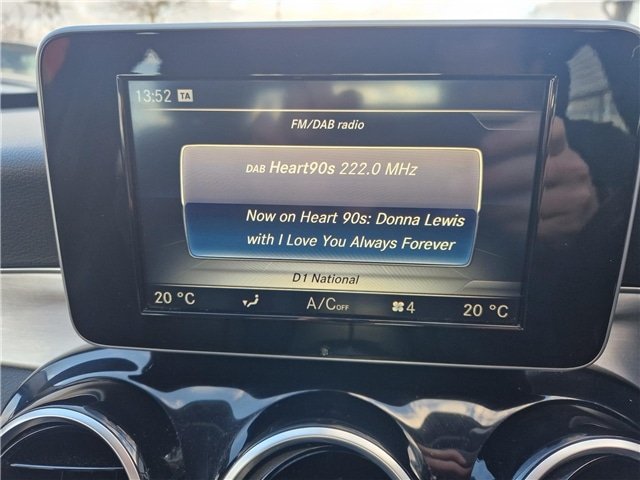 13:52 TA
FM/DAB radio
DAB Heart90s 222.0 MHz
Now on Heart 90s: Donna Lewis
with I Love You Always Forever
D1 National
20 °C A/C OFF 4 20 °C